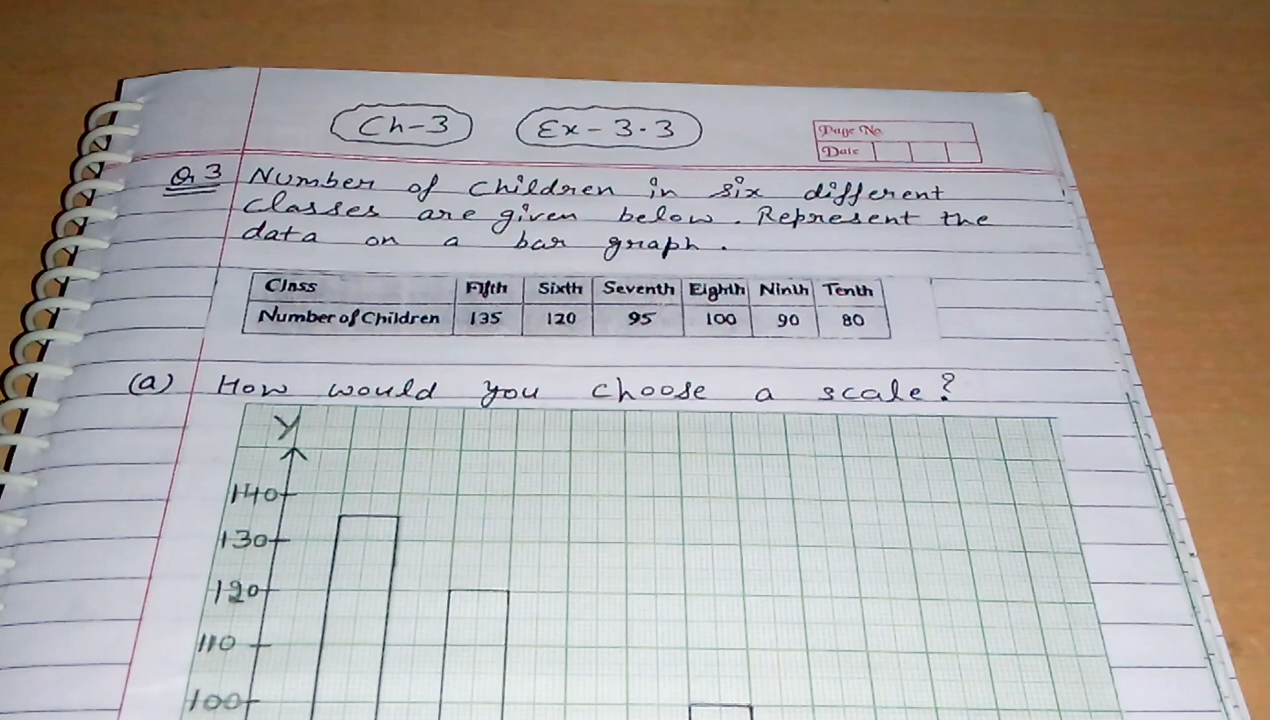 Ch-3 Ex-3.3
Page No.
Date
Q.3 Number of children in six different
classes are given below. Represent the
data on a bar graph.
Class Fifth Sixth Seventh Eighth Ninth Tenth
Number of Children 135 120 95 100 90 80
(a) How would you choose a scale?
Y
140
130
120
110
100